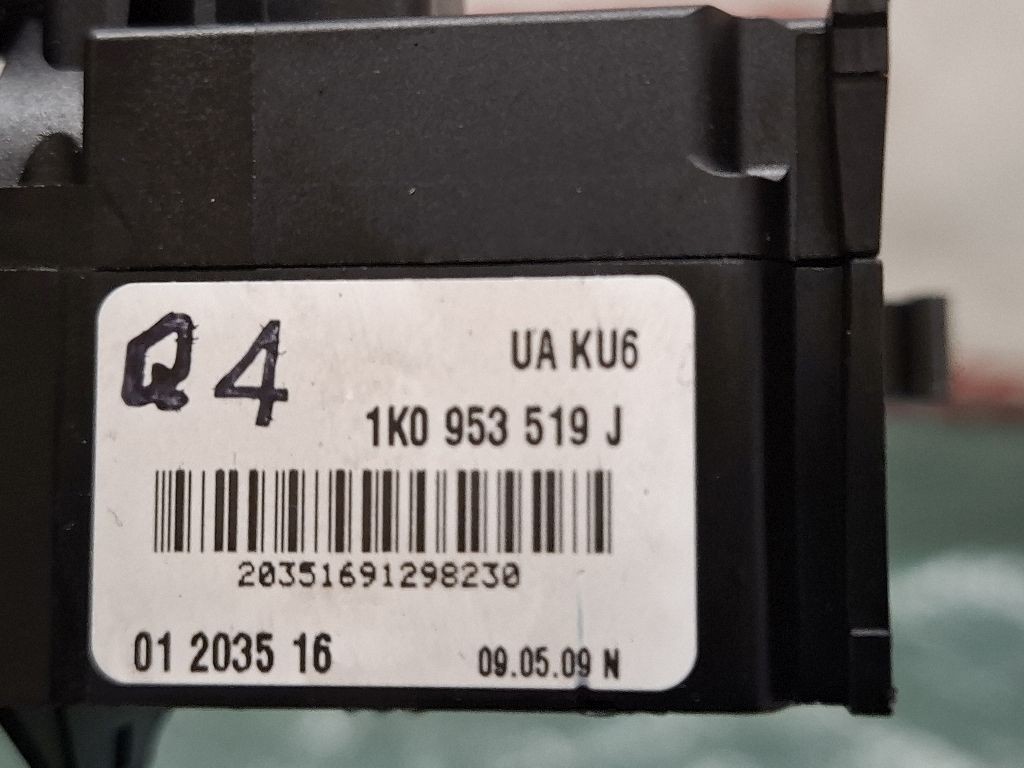 Q4
UA KU6
1K0 953 519 J
20351691298230
01 2035 16
09.05.09 N